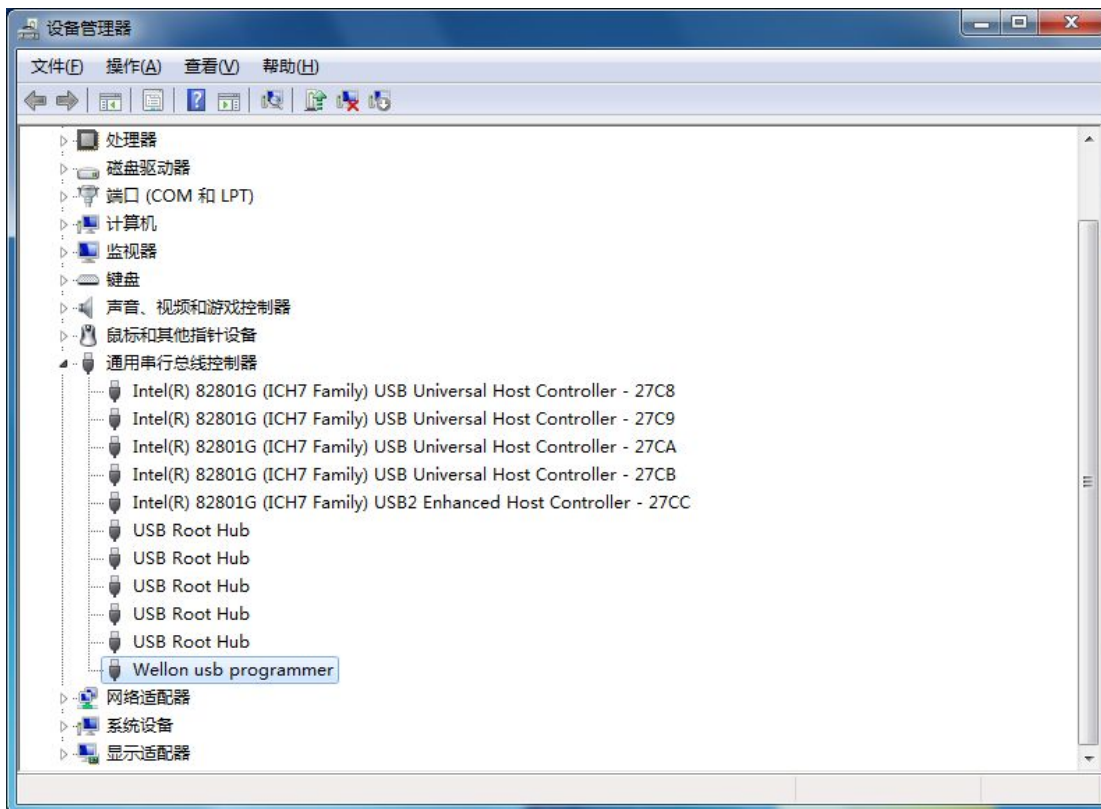 设备管理器
文件(F) 操作(A) 查看(V) 帮助(H)
处理器
磁盘驱动器
端口 (COM 和 LPT)
计算机
监视器
键盘
声音、视频和游戏控制器
鼠标和其他指针设备
通用串行总线控制器
Intel(R) 82801G (ICH7 Family) USB Universal Host Controller - 27C8
Intel(R) 82801G (ICH7 Family) USB Universal Host Controller - 27C9
Intel(R) 82801G (ICH7 Family) USB Universal Host Controller - 27CA
Intel(R) 82801G (ICH7 Family) USB Universal Host Controller - 27CB
Intel(R) 82801G (ICH7 Family) USB2 Enhanced Host Controller - 27CC
USB Root Hub
USB Root Hub
USB Root Hub
USB Root Hub
USB Root Hub
Wellon usb programmer
网络适配器
系统设备
显示适配器